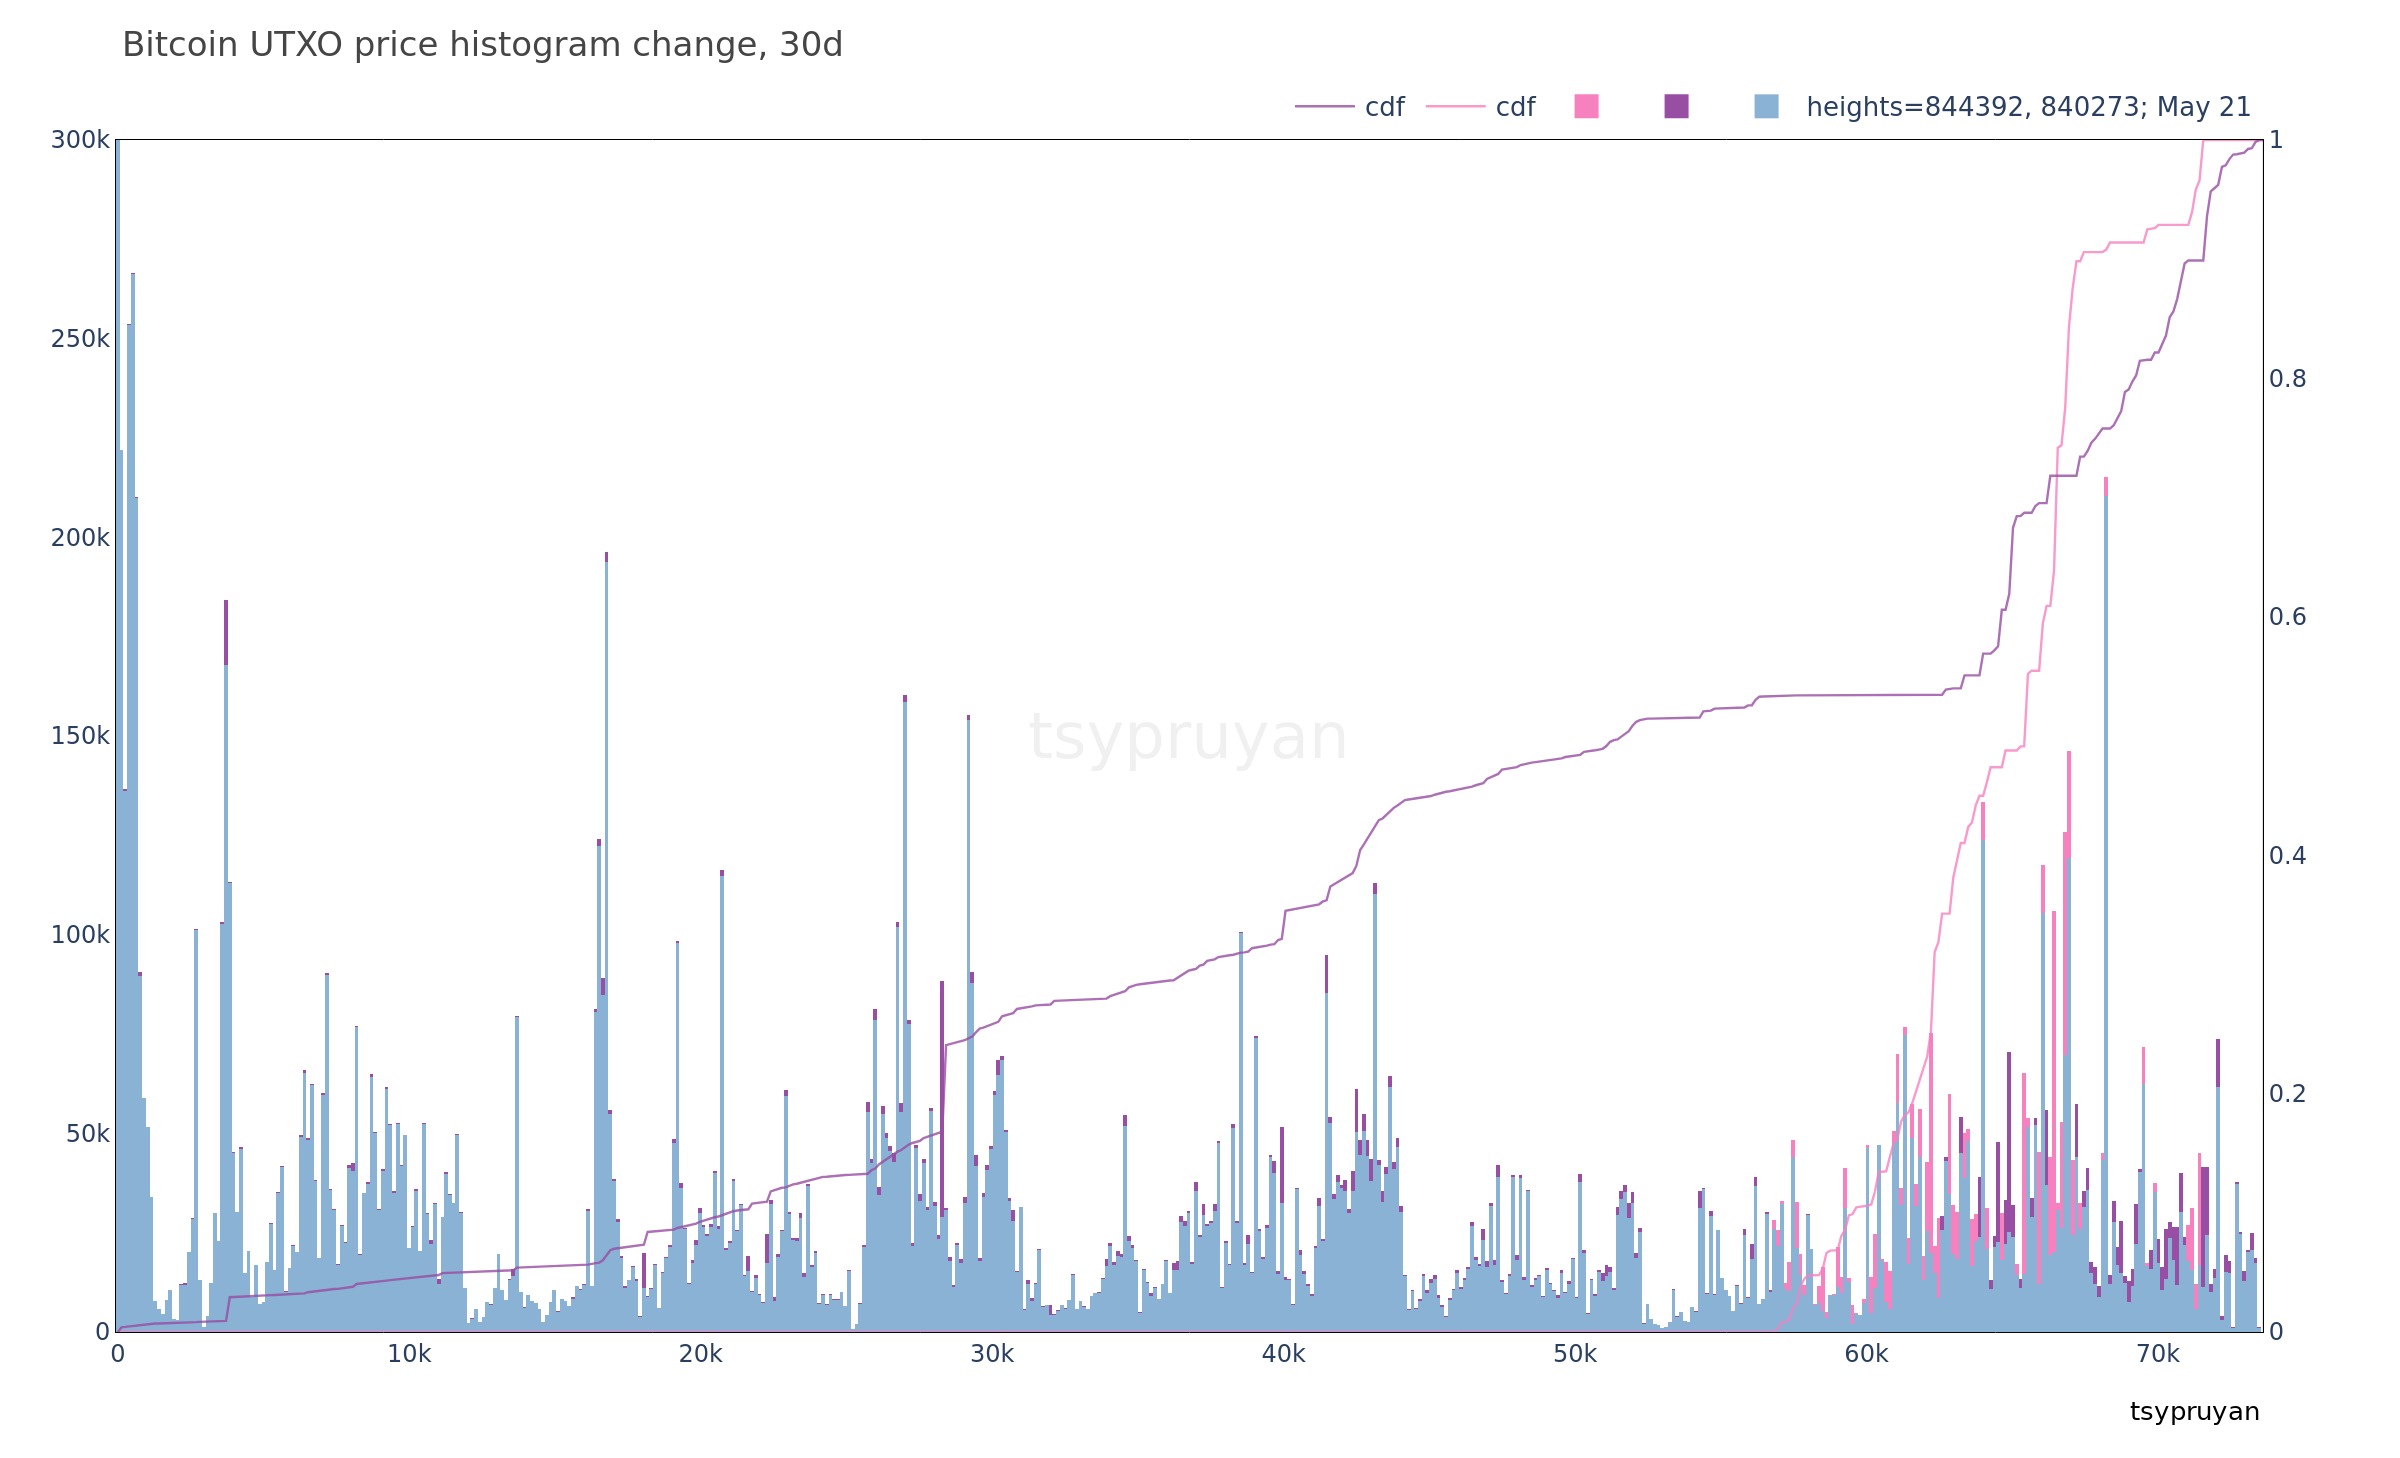 Bitcoin UTXO price histogram change, 30d
cdf cdf heights=844392, 840273; May 21
300k 1
250k
0.8
200k
0.6
150k
tsypruyan
0.4
100k
0.2
50k
0 0
0 10k 20k 30k 40k 50k 60k 70k
tsypruyan